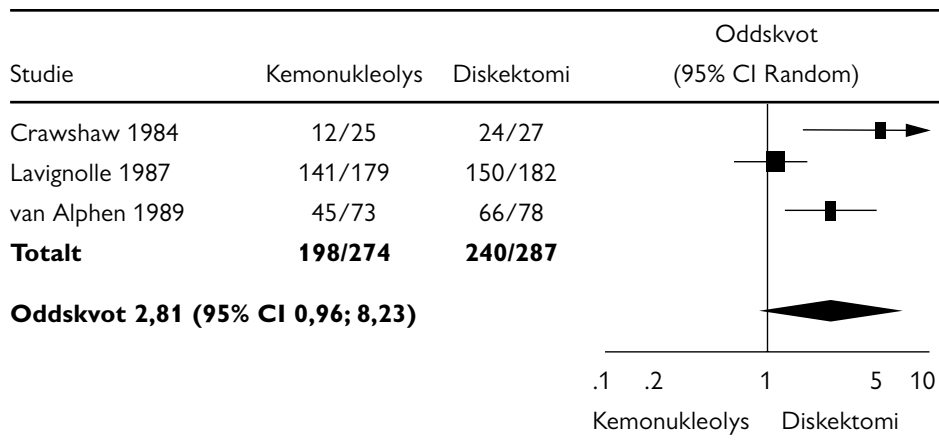 Oddskvot
Studie Kemonukleolys Diskektomi (95% CI Random)
Crawshaw 1984 12/25 24/27
Lavignolle 1987 141/179 150/182
van Alphen 1989 45/73 66/78
Totalt 198/274 240/287
Oddskvot 2,81 (95% CI 0,96; 8,23)
.1 .2 1 5 10
Kemonukleolys Diskektomi